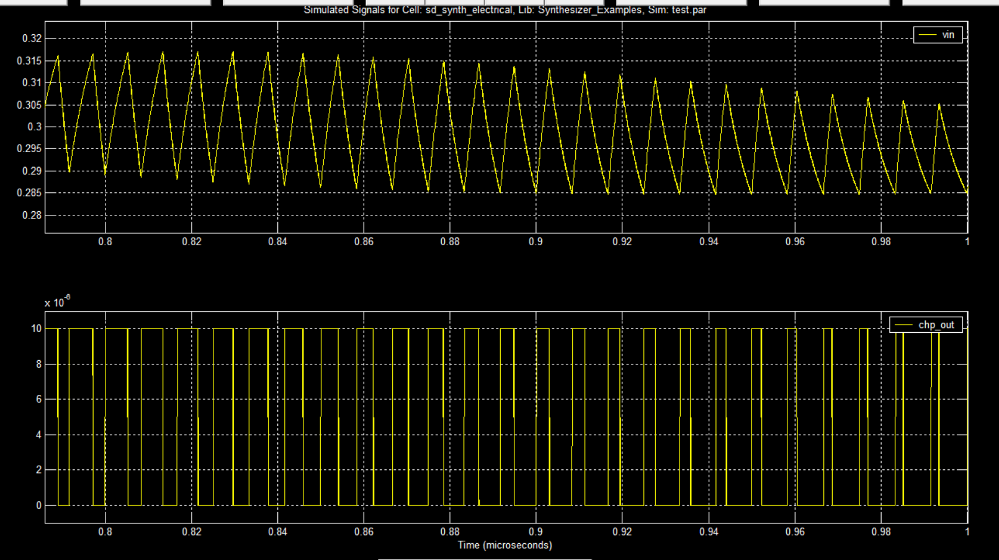 Simulated Signals for Cell: sd_synth_electrical, Lib: Synthesizer_Examples, Sim: test.par
vin
0.32
0.315
0.31
0.305
0.3
0.295
0.29
0.285
0.28
0.8 0.82 0.84 0.86 0.88 0.9 0.92 0.94 0.96 0.98 1
x 10-6
chp_out
10
8
6
4
2
0
0.8 0.82 0.84 0.86 0.88 0.9 0.92 0.94 0.96 0.98 1
Time (microseconds)